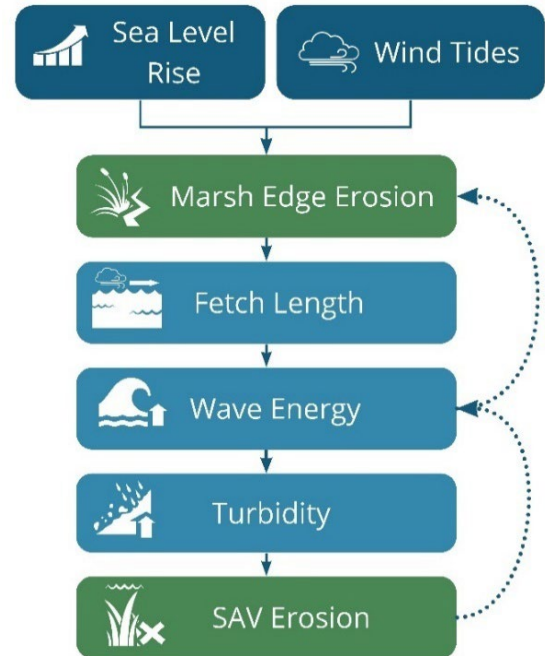 Sea Level
Rise
Wind Tides
Marsh Edge Erosion
Fetch Length
Wave Energy
Turbidity
SAV Erosion